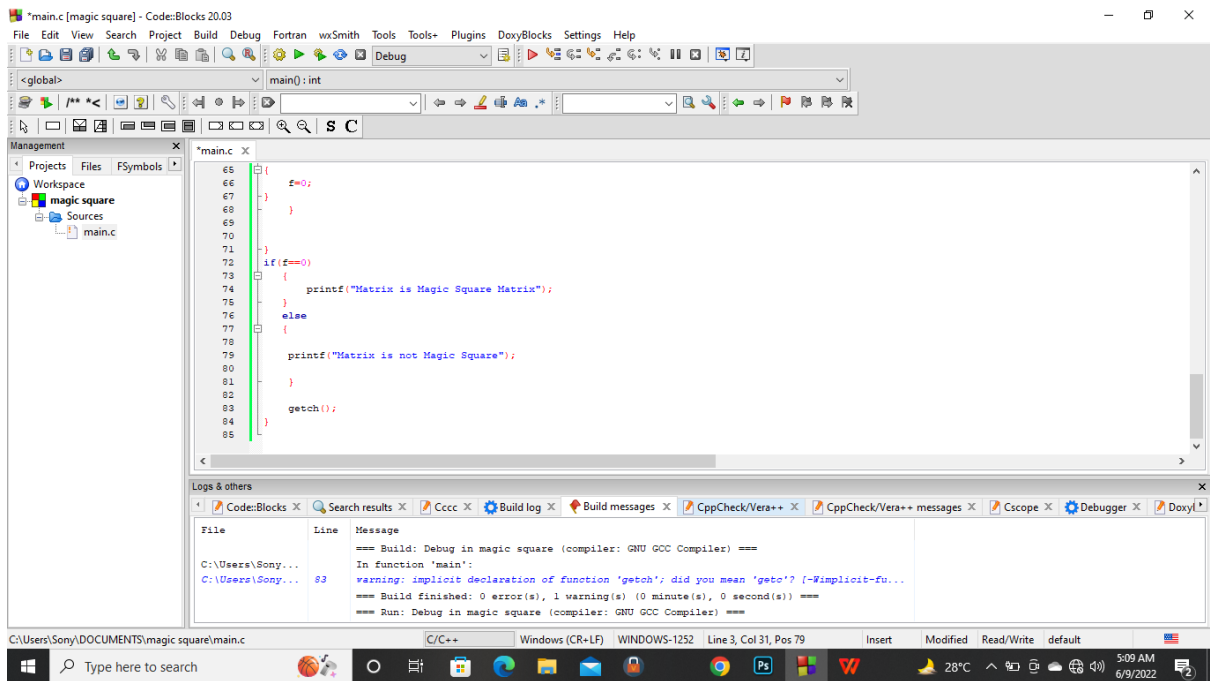 *main.c [magic square] - Code::Blocks 20.03
File Edit View Search Project Build Debug Fortran wxSmith Tools Tools+ Plugins DoxyBlocks Settings Help
Debug
<global> main() : int
/** *<
.*
S C
Management
Projects Files FSymbols
Workspace
magic square
Sources
main.c
*main.c X
65 {
66 f=0;
67 }
68 }
69
70
71 }
72 if(f==0)
73 {
74 printf("Matrix is Magic Square Matrix");
75 }
76 else
77 {
78
79 printf("Matrix is not Magic Square");
80
81 }
82
83 getch();
84 }
85
Logs & others
Code::Blocks X Search results X Cccc X Build log X Build messages X CppCheck/Vera++ X CppCheck/Vera++ messages X Cscope X Debugger X Doxyl
File Line Message
=== Build: Debug in magic square (compiler: GNU GCC Compiler) ===
C:\Users\Sony... In function 'main':
C:\Users\Sony... 83 warning: implicit declaration of function 'getch'; did you mean 'getc'? [-Wimplicit-fu...
=== Build finished: 0 error(s), 1 warning(s) (0 minute(s), 0 second(s)) ===
=== Run: Debug in magic square (compiler: GNU GCC Compiler) ===
C:\Users\Sony\DOCUMENTS\magic square\main.c C/C++ Windows (CR+LF) WINDOWS-1252 Line 3, Col 31, Pos 79 Insert Modified Read/Write default
Type here to search
Ps
28°C
5:09 AM
6/9/2022
2